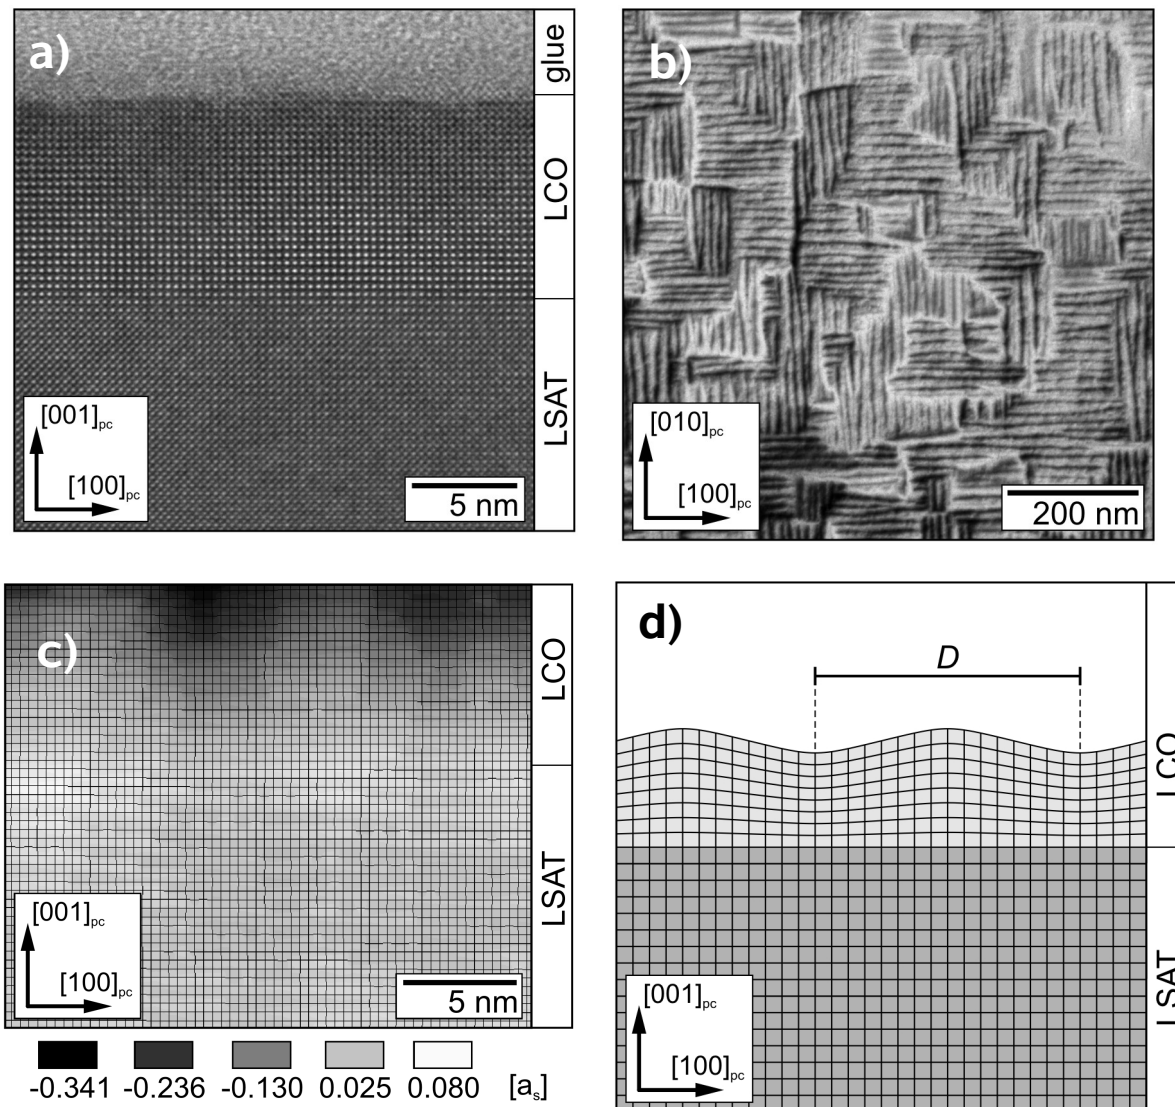 a)
glue
LCO
LSAT
[001]pc
[100]pc
5 nm
b)
[010]pc
[100]pc
200 nm
c)
LCO
LSAT
[001]pc
[100]pc
5 nm
-0.341 -0.236 -0.130 0.025 0.080 [as]
d)
D
LCO
LSAT
[001]pc
[100]pc